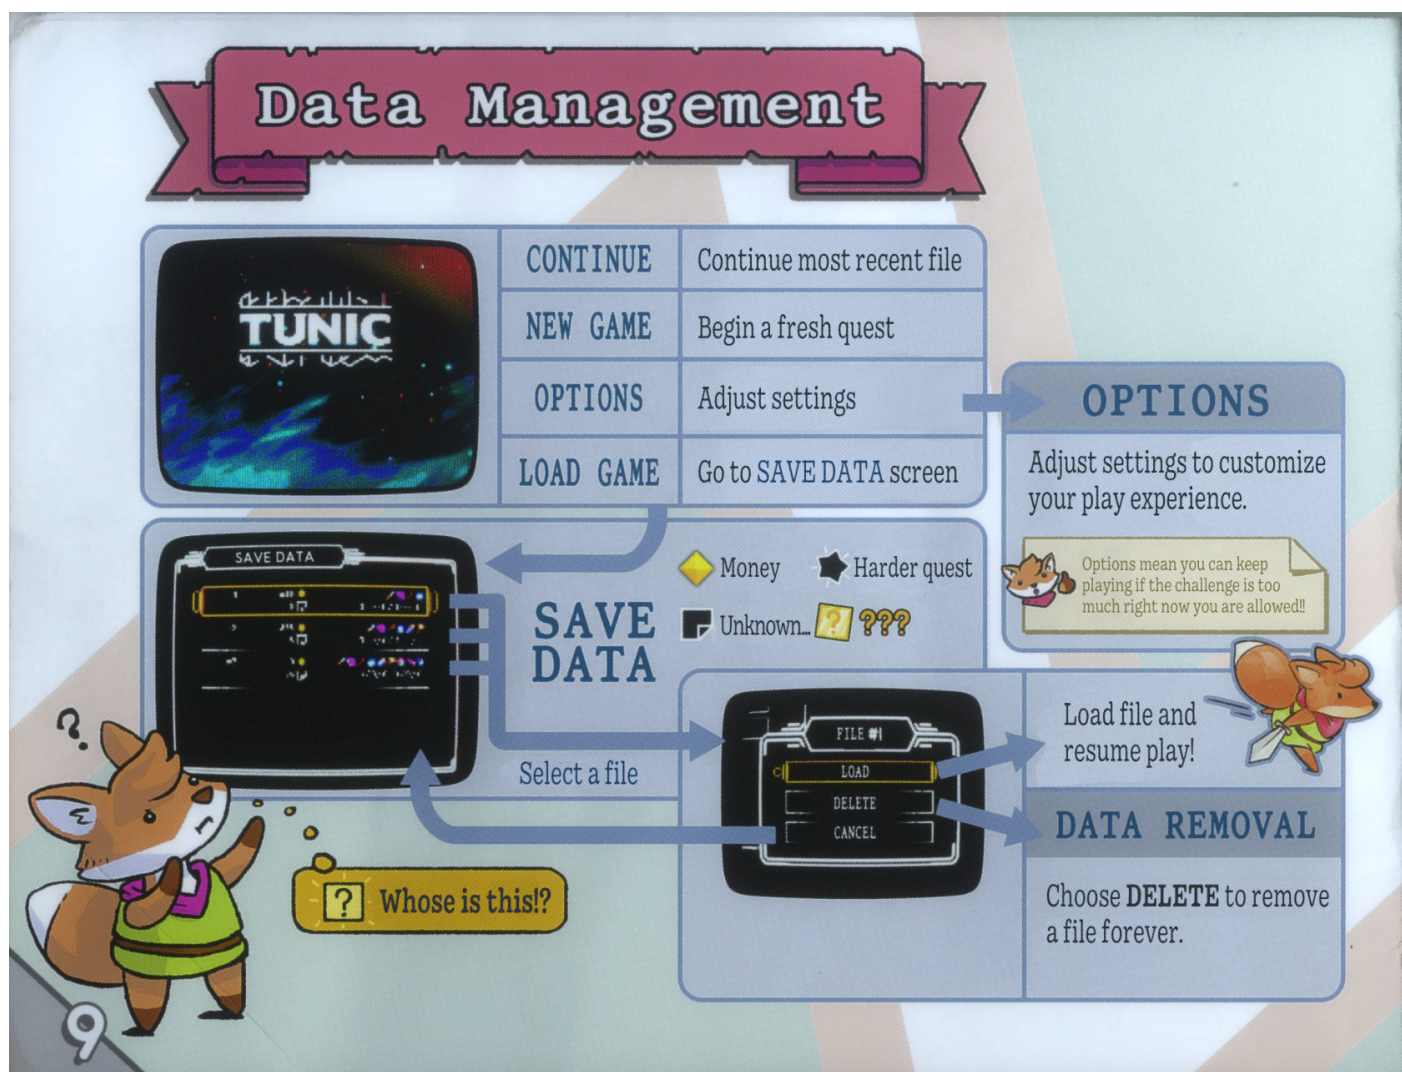 Data Management
TUNIC
CONTINUE
Continue most recent file
NEW GAME
Begin a fresh quest
OPTIONS
Adjust settings
LOAD GAME
Go to SAVE DATA screen
OPTIONS
Adjust settings to customize
your play experience.
Options mean you can keep
playing if the challenge is too
much right now you are allowed!!
SAVE DATA
SAVE
DATA
Money
Harder quest
Unknown...
? ???
Select a file
FILE #1
LOAD
DELETE
CANCEL
Load file and
resume play!
DATA REMOVAL
Choose DELETE to remove
a file forever.
?
? Whose is this!?
9